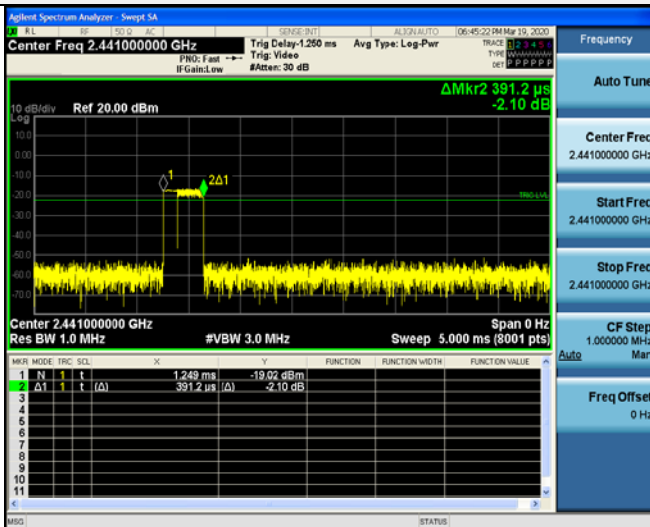 Agilent Spectrum Analyzer - Swept SA
RL RF 50 Ω AC SENSE:INT ALIGN AUTO 06:45:22 PM Mar 19, 2020
Center Freq 2.441000000 GHz
PNO: Fast
IFGain:Low
Trig Delay-1.250 ms
Trig: Video
#Atten: 30 dB
Avg Type: Log-Pwr
TRACE 1 2 3 4 5 6
TYPE
DET P P P P P P
ΔMkr2 391.2 µs
-2.10 dB
10 dB/div Ref 20.00 dBm
Log
10.0
0.00
-10.0
-20.0
-30.0
-40.0
-50.0
-60.0
-70.0
1
2Δ1
TRIG LVL
Center 2.441000000 GHz Span 0 Hz
Res BW 1.0 MHz #VBW 3.0 MHz Sweep 5.000 ms (8001 pts)
MKR MODE TRC SCL X Y FUNCTION FUNCTION WIDTH FUNCTION VALUE
1 N 1 t 1.249 ms -19.02 dBm
2 Δ1 1 t (Δ) 391.2 µs (Δ) -2.10 dB
3
4
5
6
7
8
9
10
11
MSG STATUS
Frequency
Auto Tune
Center Freq
2.441000000 GHz
Start Freq
2.441000000 GHz
Stop Freq
2.441000000 GHz
CF Step
1.000000 MHz
Auto Man
Freq Offset
0 Hz